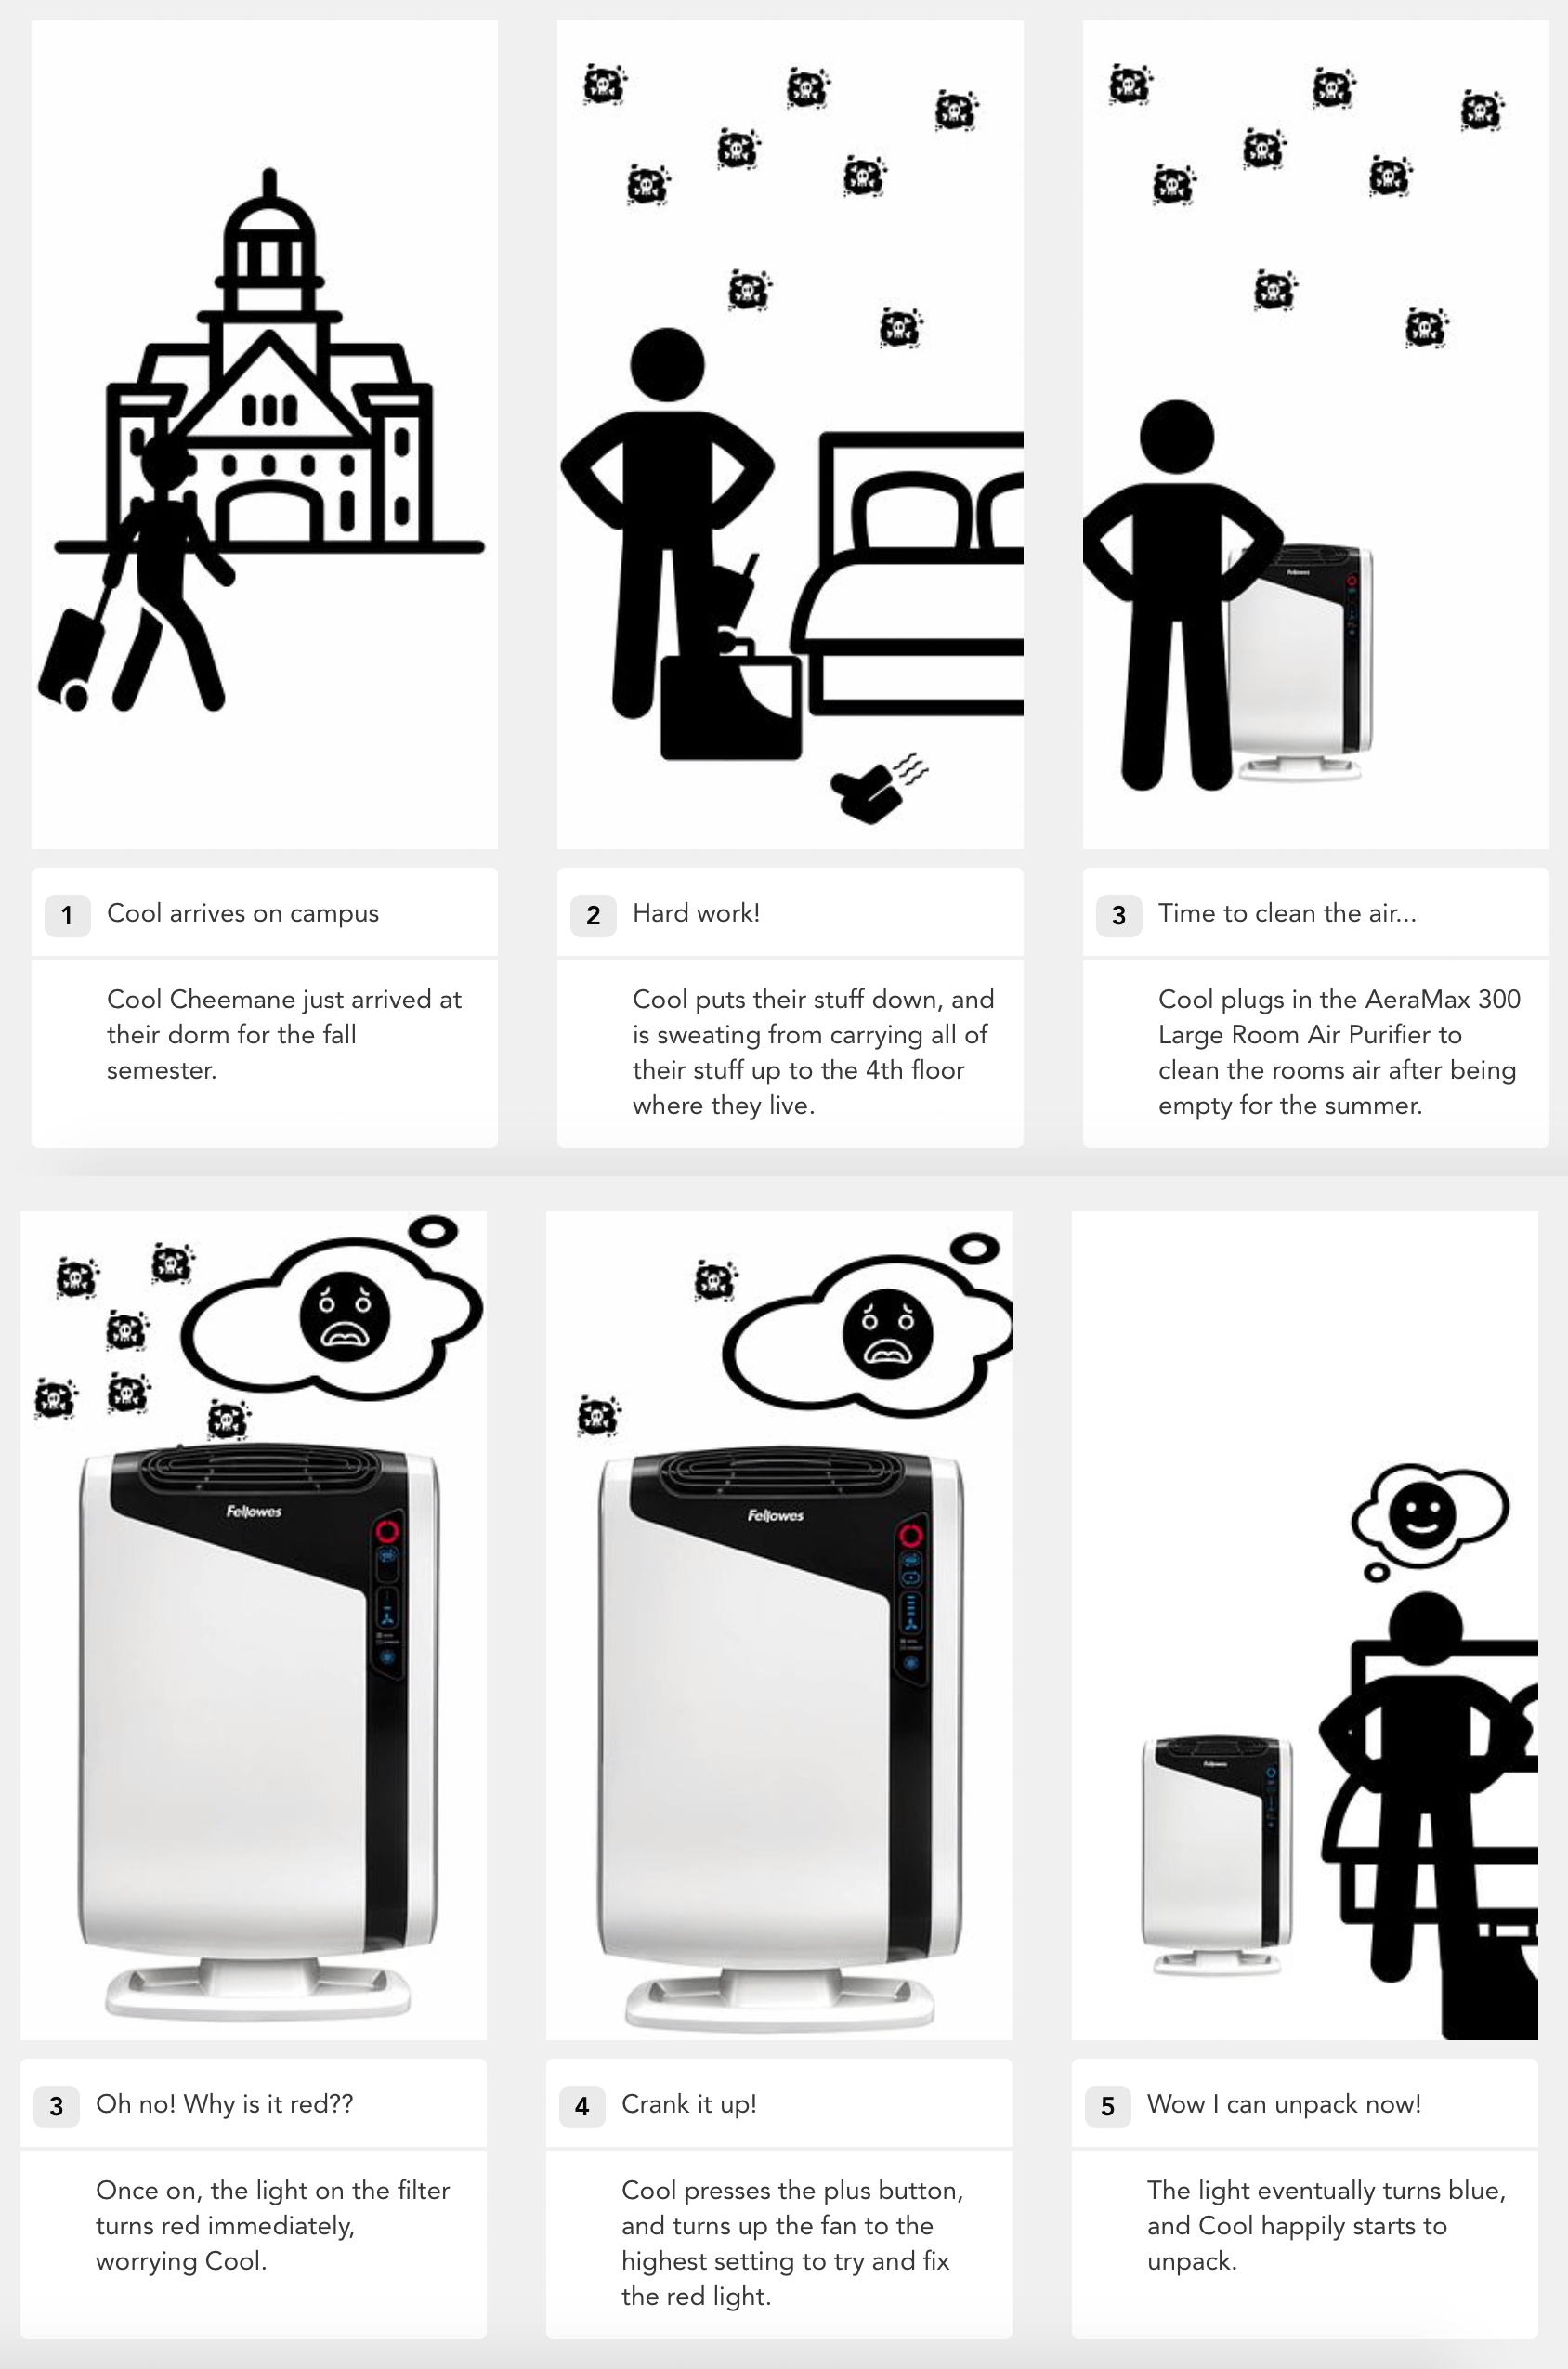 1 Cool arrives on campus
Cool Cheemane just arrived at
their dorm for the fall
semester.
2 Hard work!
Cool puts their stuff down, and
is sweating from carrying all of
their stuff up to the 4th floor
where they live.
3 Time to clean the air...
Cool plugs in the AeraMax 300
Large Room Air Purifier to
clean the rooms air after being
empty for the summer.
Fellowes
3 Oh no! Why is it red??
Once on, the light on the filter
turns red immediately,
worrying Cool.
Fellowes
4 Crank it up!
Cool presses the plus button,
and turns up the fan to the
highest setting to try and fix
the red light.
Fellowes
5 Wow I can unpack now!
The light eventually turns blue,
and Cool happily starts to
unpack.
Fellowes